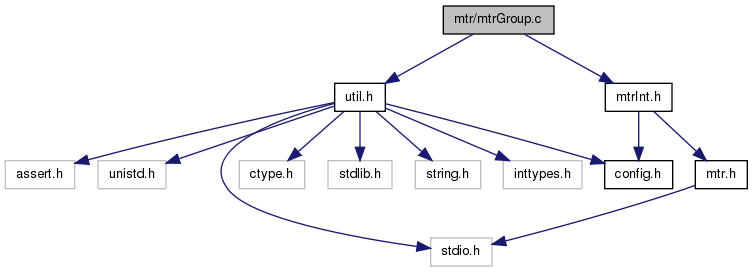 mtr/mtrGroup.c
util.h
mtrInt.h
assert.h
unistd.h
ctype.h
stdlib.h
string.h
inttypes.h
config.h
mtr.h
stdio.h